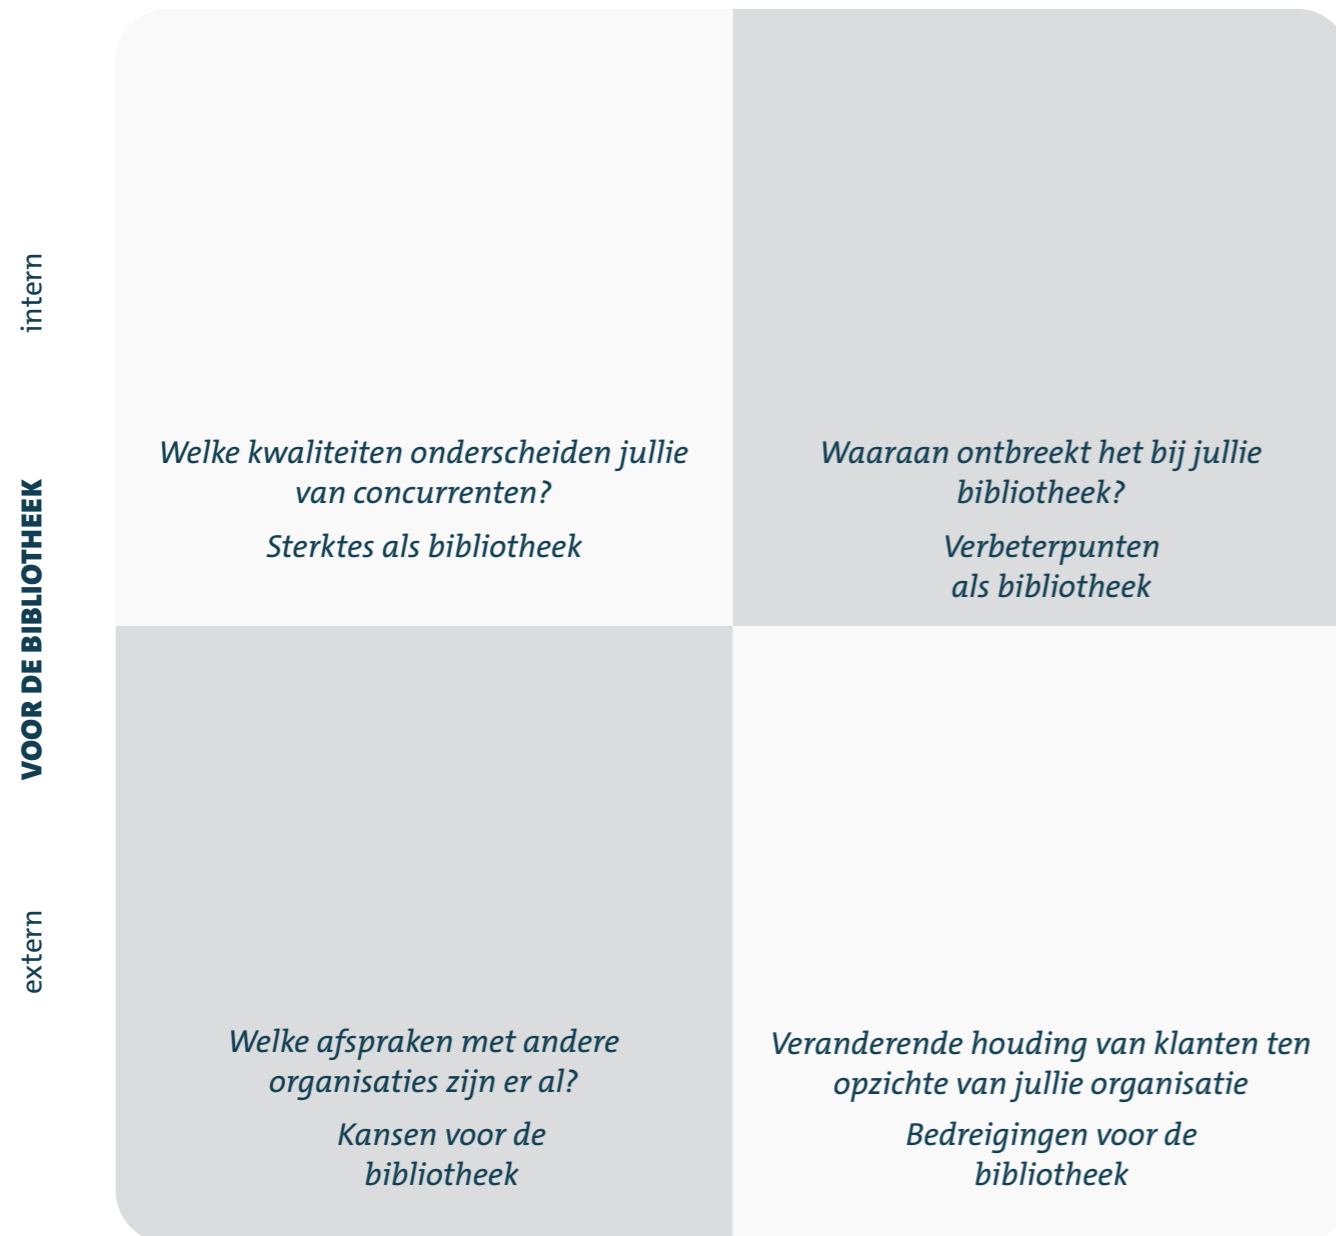 intern
VOOR DE BIBLIOTHEEK
extern
Welke kwaliteiten onderscheiden jullie
van concurrenten?
Sterktes als bibliotheek
Waaraan ontbreekt het bij jullie
bibliotheek?
Verbeterpunten
als bibliotheek
Welke afspraken met andere
organisaties zijn er al?
Kansen voor de
bibliotheek
Veranderende houding van klanten ten
opzichte van jullie organisatie
Bedreigingen voor de
bibliotheek